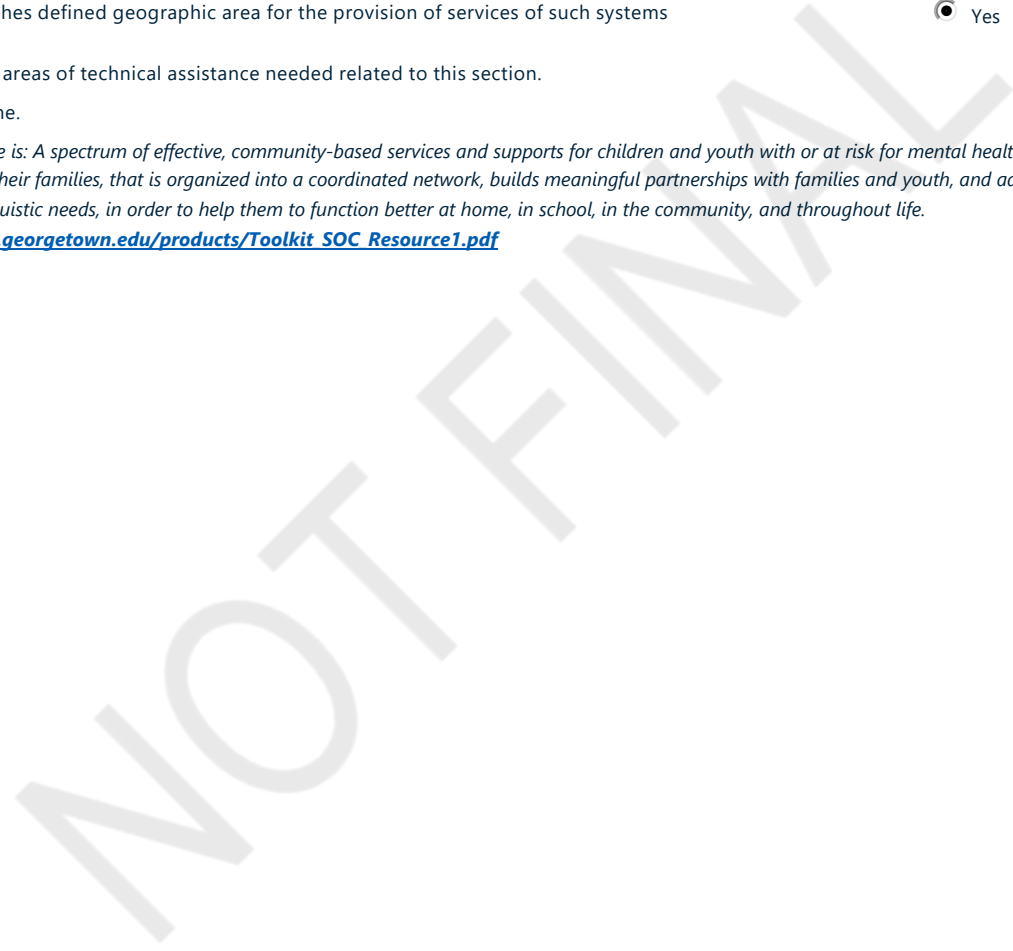 hes defined geographic area for the provision of services of such systems Yes
areas of technical assistance needed related to this section.
ne.
e is: A spectrum of effective, community-based services and supports for children and youth with or at risk for mental healt
heir families, that is organized into a coordinated network, builds meaningful partnerships with families and youth, and ad
uistic needs, in order to help them to function better at home, in school, in the community, and throughout life.
.georgetown.edu/products/Toolkit_SOC_Resource1.pdf
NOT FINAL